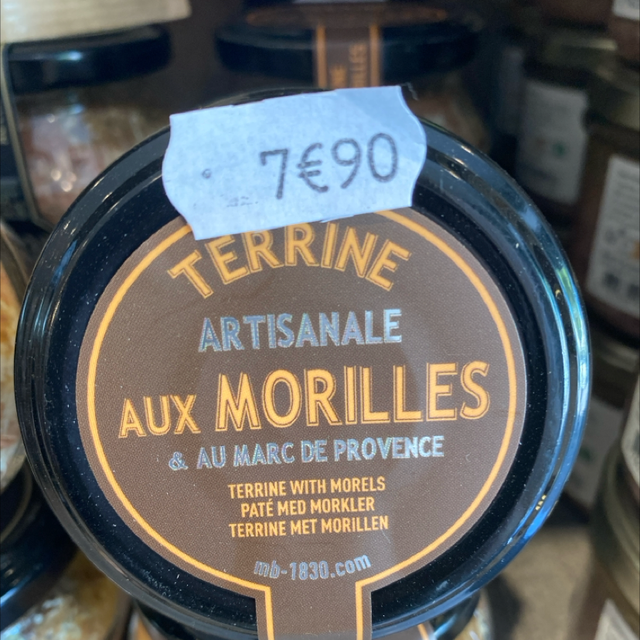 7€90
TERRINE
ARTISANALE
AUX MORILLES
& AU MARC DE PROVENCE
TERRINE WITH MORELS
PATÉ MED MORKLER
TERRINE MET MORILLEN
mb-1830.com